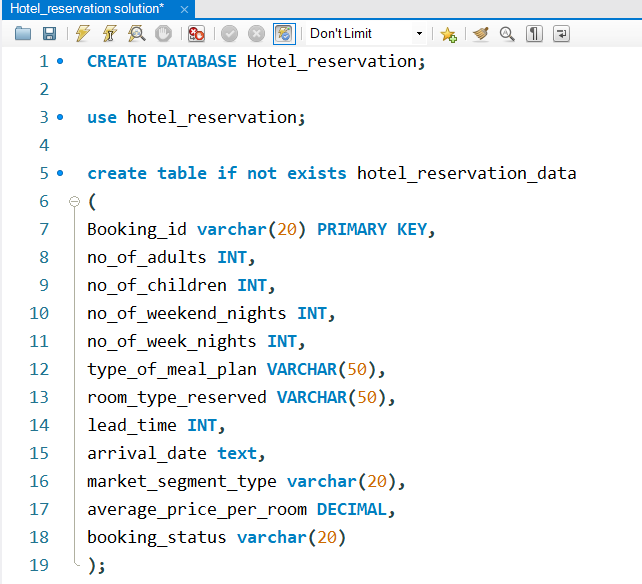 Hotel_reservation solution*
Don't Limit
1 CREATE DATABASE Hotel_reservation;
2
3 use hotel_reservation;
4
5 create table if not exists hotel_reservation_data
6 (
7 Booking_id varchar(20) PRIMARY KEY,
8 no_of_adults INT,
9 no_of_children INT,
10 no_of_weekend_nights INT,
11 no_of_week_nights INT,
12 type_of_meal_plan VARCHAR(50),
13 room_type_reserved VARCHAR(50),
14 lead_time INT,
15 arrival_date text,
16 market_segment_type varchar(20),
17 average_price_per_room DECIMAL,
18 booking_status varchar(20)
19 );